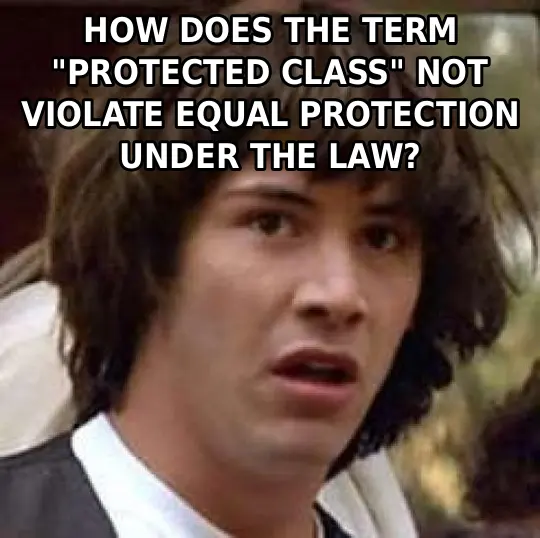 HOW DOES THE TERM
"PROTECTED CLASS" NOT
VIOLATE EQUAL PROTECTION
UNDER THE LAW?